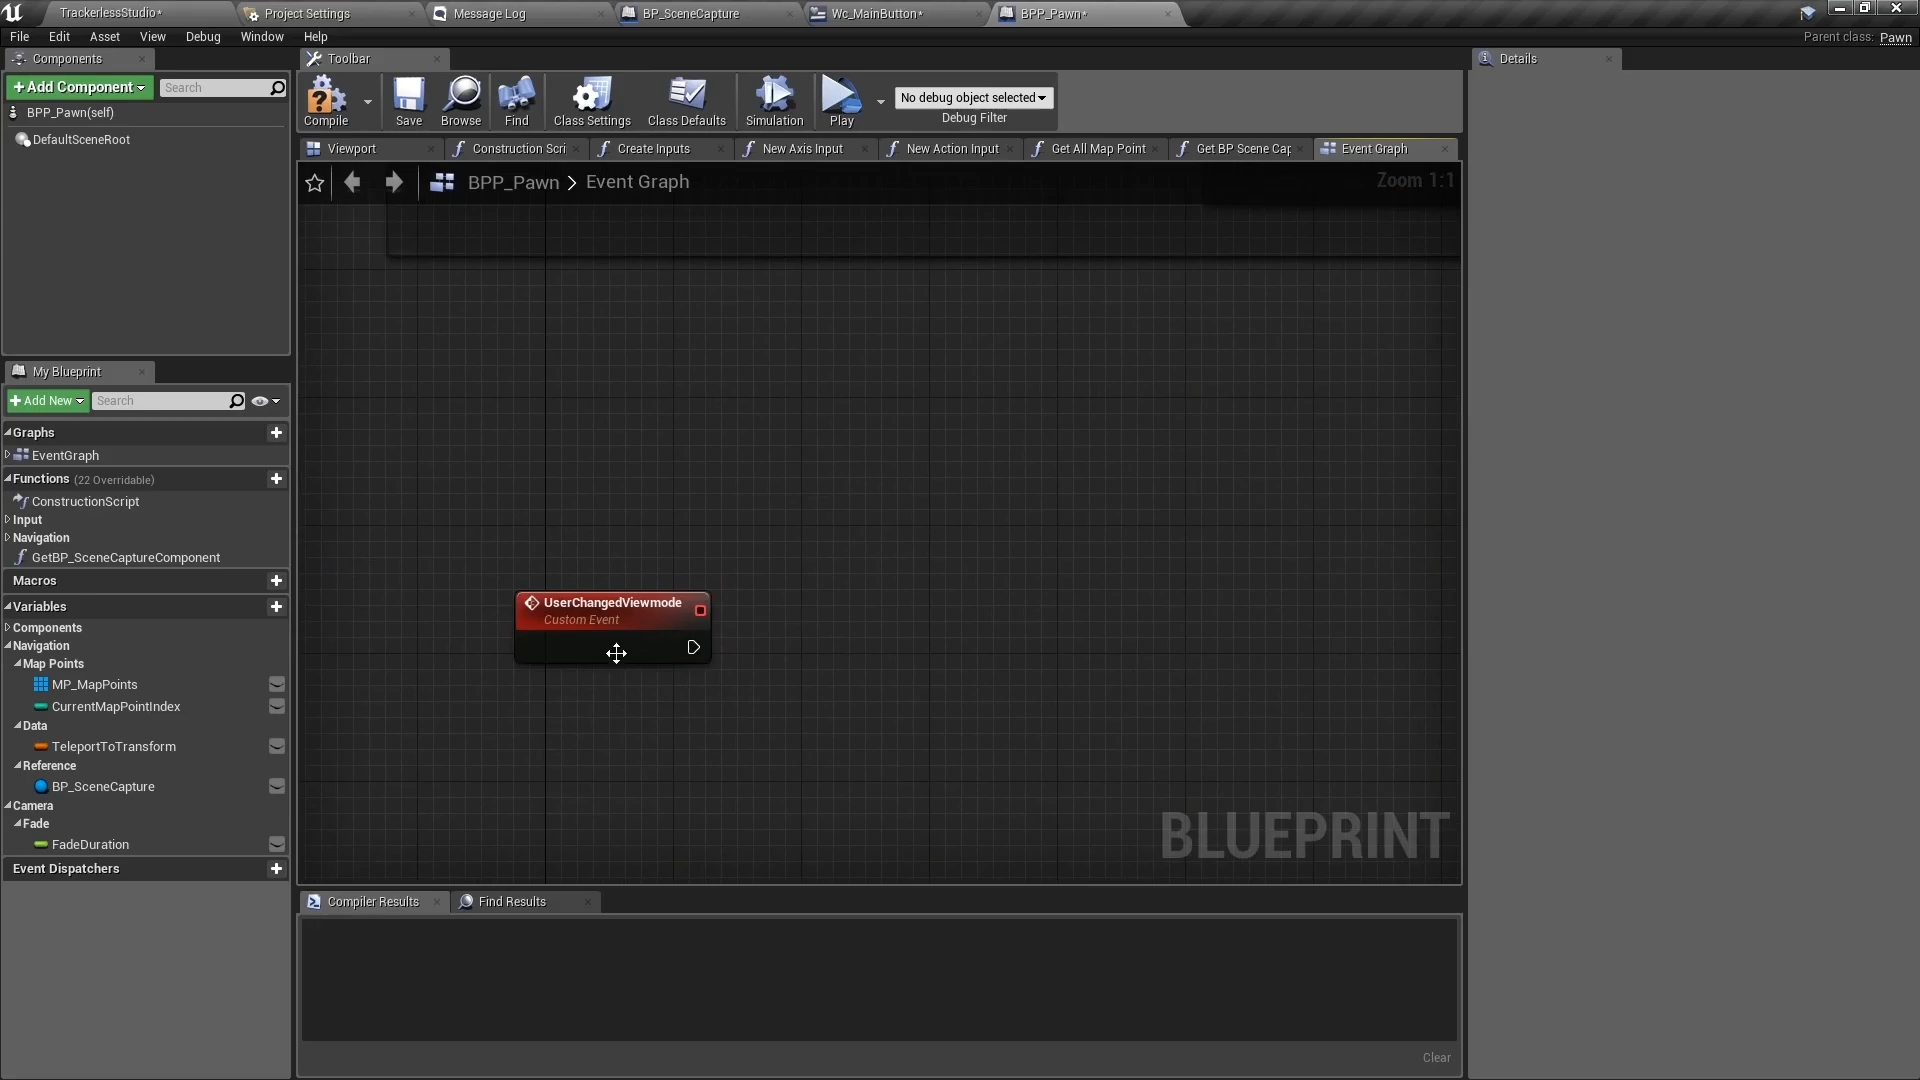 TrackerlessStudio*
Project Settings
Message Log
BP_SceneCapture
Wc_MainButton*
BPP_Pawn*
File
Edit
Asset
View
Debug
Window
Help
Parent class: Pawn
Components
Toolbar
Details
+Add Component
Search
BPP_Pawn(self)
DefaultSceneRoot
Compile
Save
Browse
Find
Class Settings
Class Defaults
Simulation
Play
No debug object selected
Debug Filter
Viewport
Construction Scri
Create Inputs
New Axis Input
New Action Input
Get All Map Point
Get BP Scene Cap
Event Graph
BPP_Pawn > Event Graph
Zoom 1:1
My Blueprint
+Add New
Search
Graphs
EventGraph
Functions (22 Overridable)
ConstructionScript
Input
Navigation
GetBP_SceneCaptureComponent
Macros
Variables
Components
Navigation
Map Points
MP_MapPoints
CurrentMapPointIndex
Data
TeleportToTransform
Reference
BP_SceneCapture
Camera
Fade
FadeDuration
Event Dispatchers
UserChangedViewmode
Custom Event
BLUEPRINT
Compiler Results
Find Results
Clear